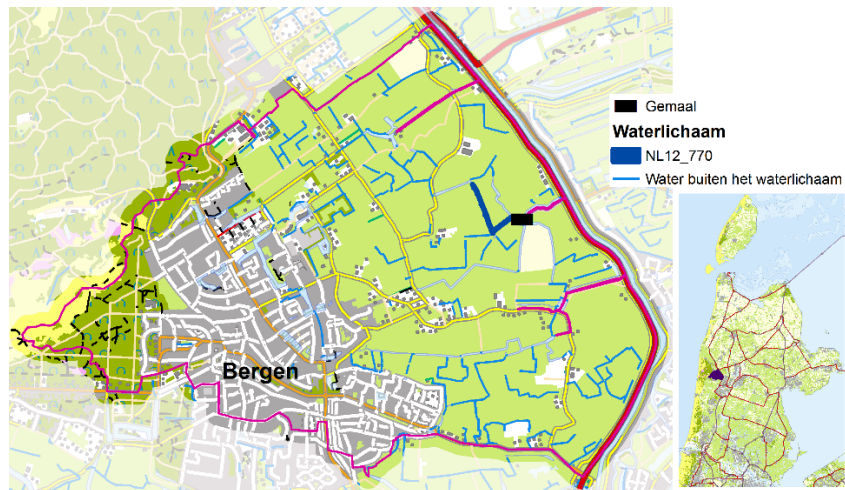 Gemaal
Waterlichaam
NL12_770
Water buiten het waterlichaam
Bergen